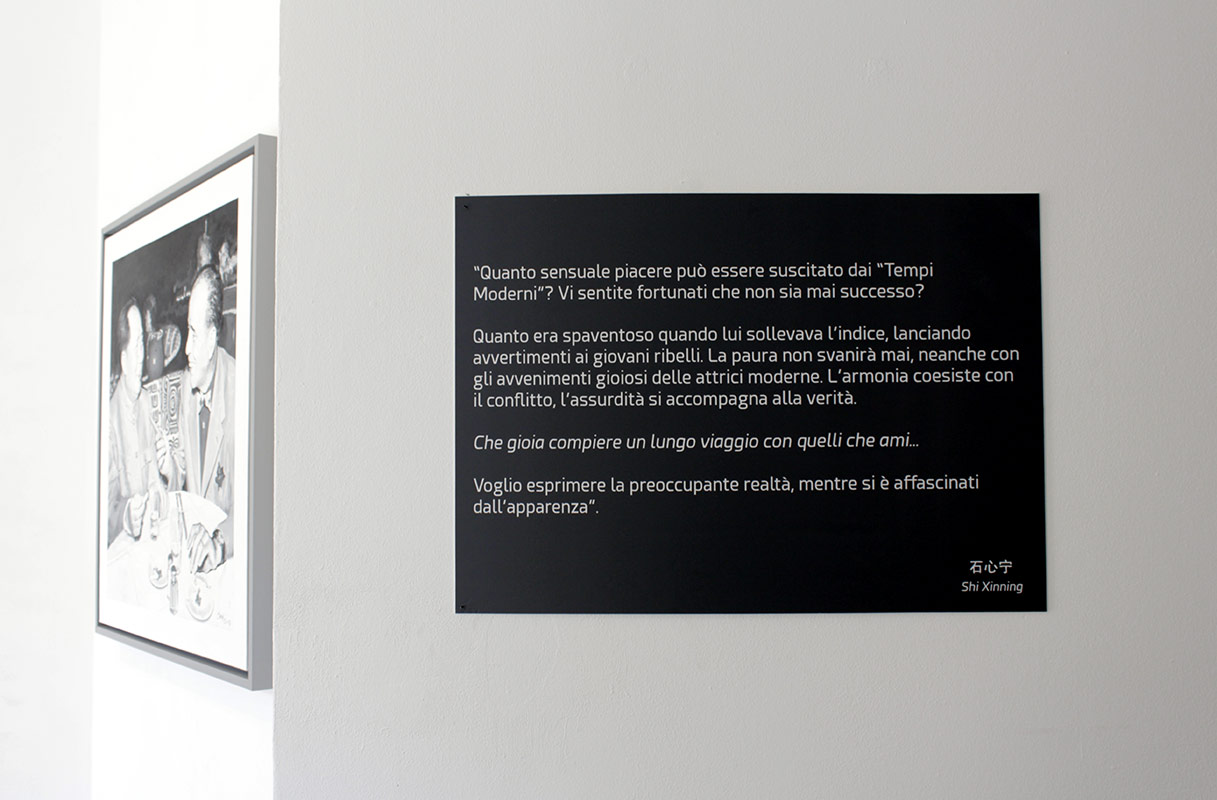 “Quanto sensuale piacere può essere suscitato dai “Tempi
Moderni”? Vi sentite fortunati che non sia mai successo?
Quanto era spaventoso quando lui sollevava l’indice, lanciando
avvertimenti ai giovani ribelli. La paura non svanirà mai, neanche con
gli avvenimenti gioiosi delle attrici moderne. L’armonia coesiste con
il conflitto, l’assurdità si accompagna alla verità.
Che gioia compiere un lungo viaggio con quelli che ami...
Voglio esprimere la preoccupante realtà, mentre si è affascinati
dall’apparenza”.
石心宁
Shi Xinning